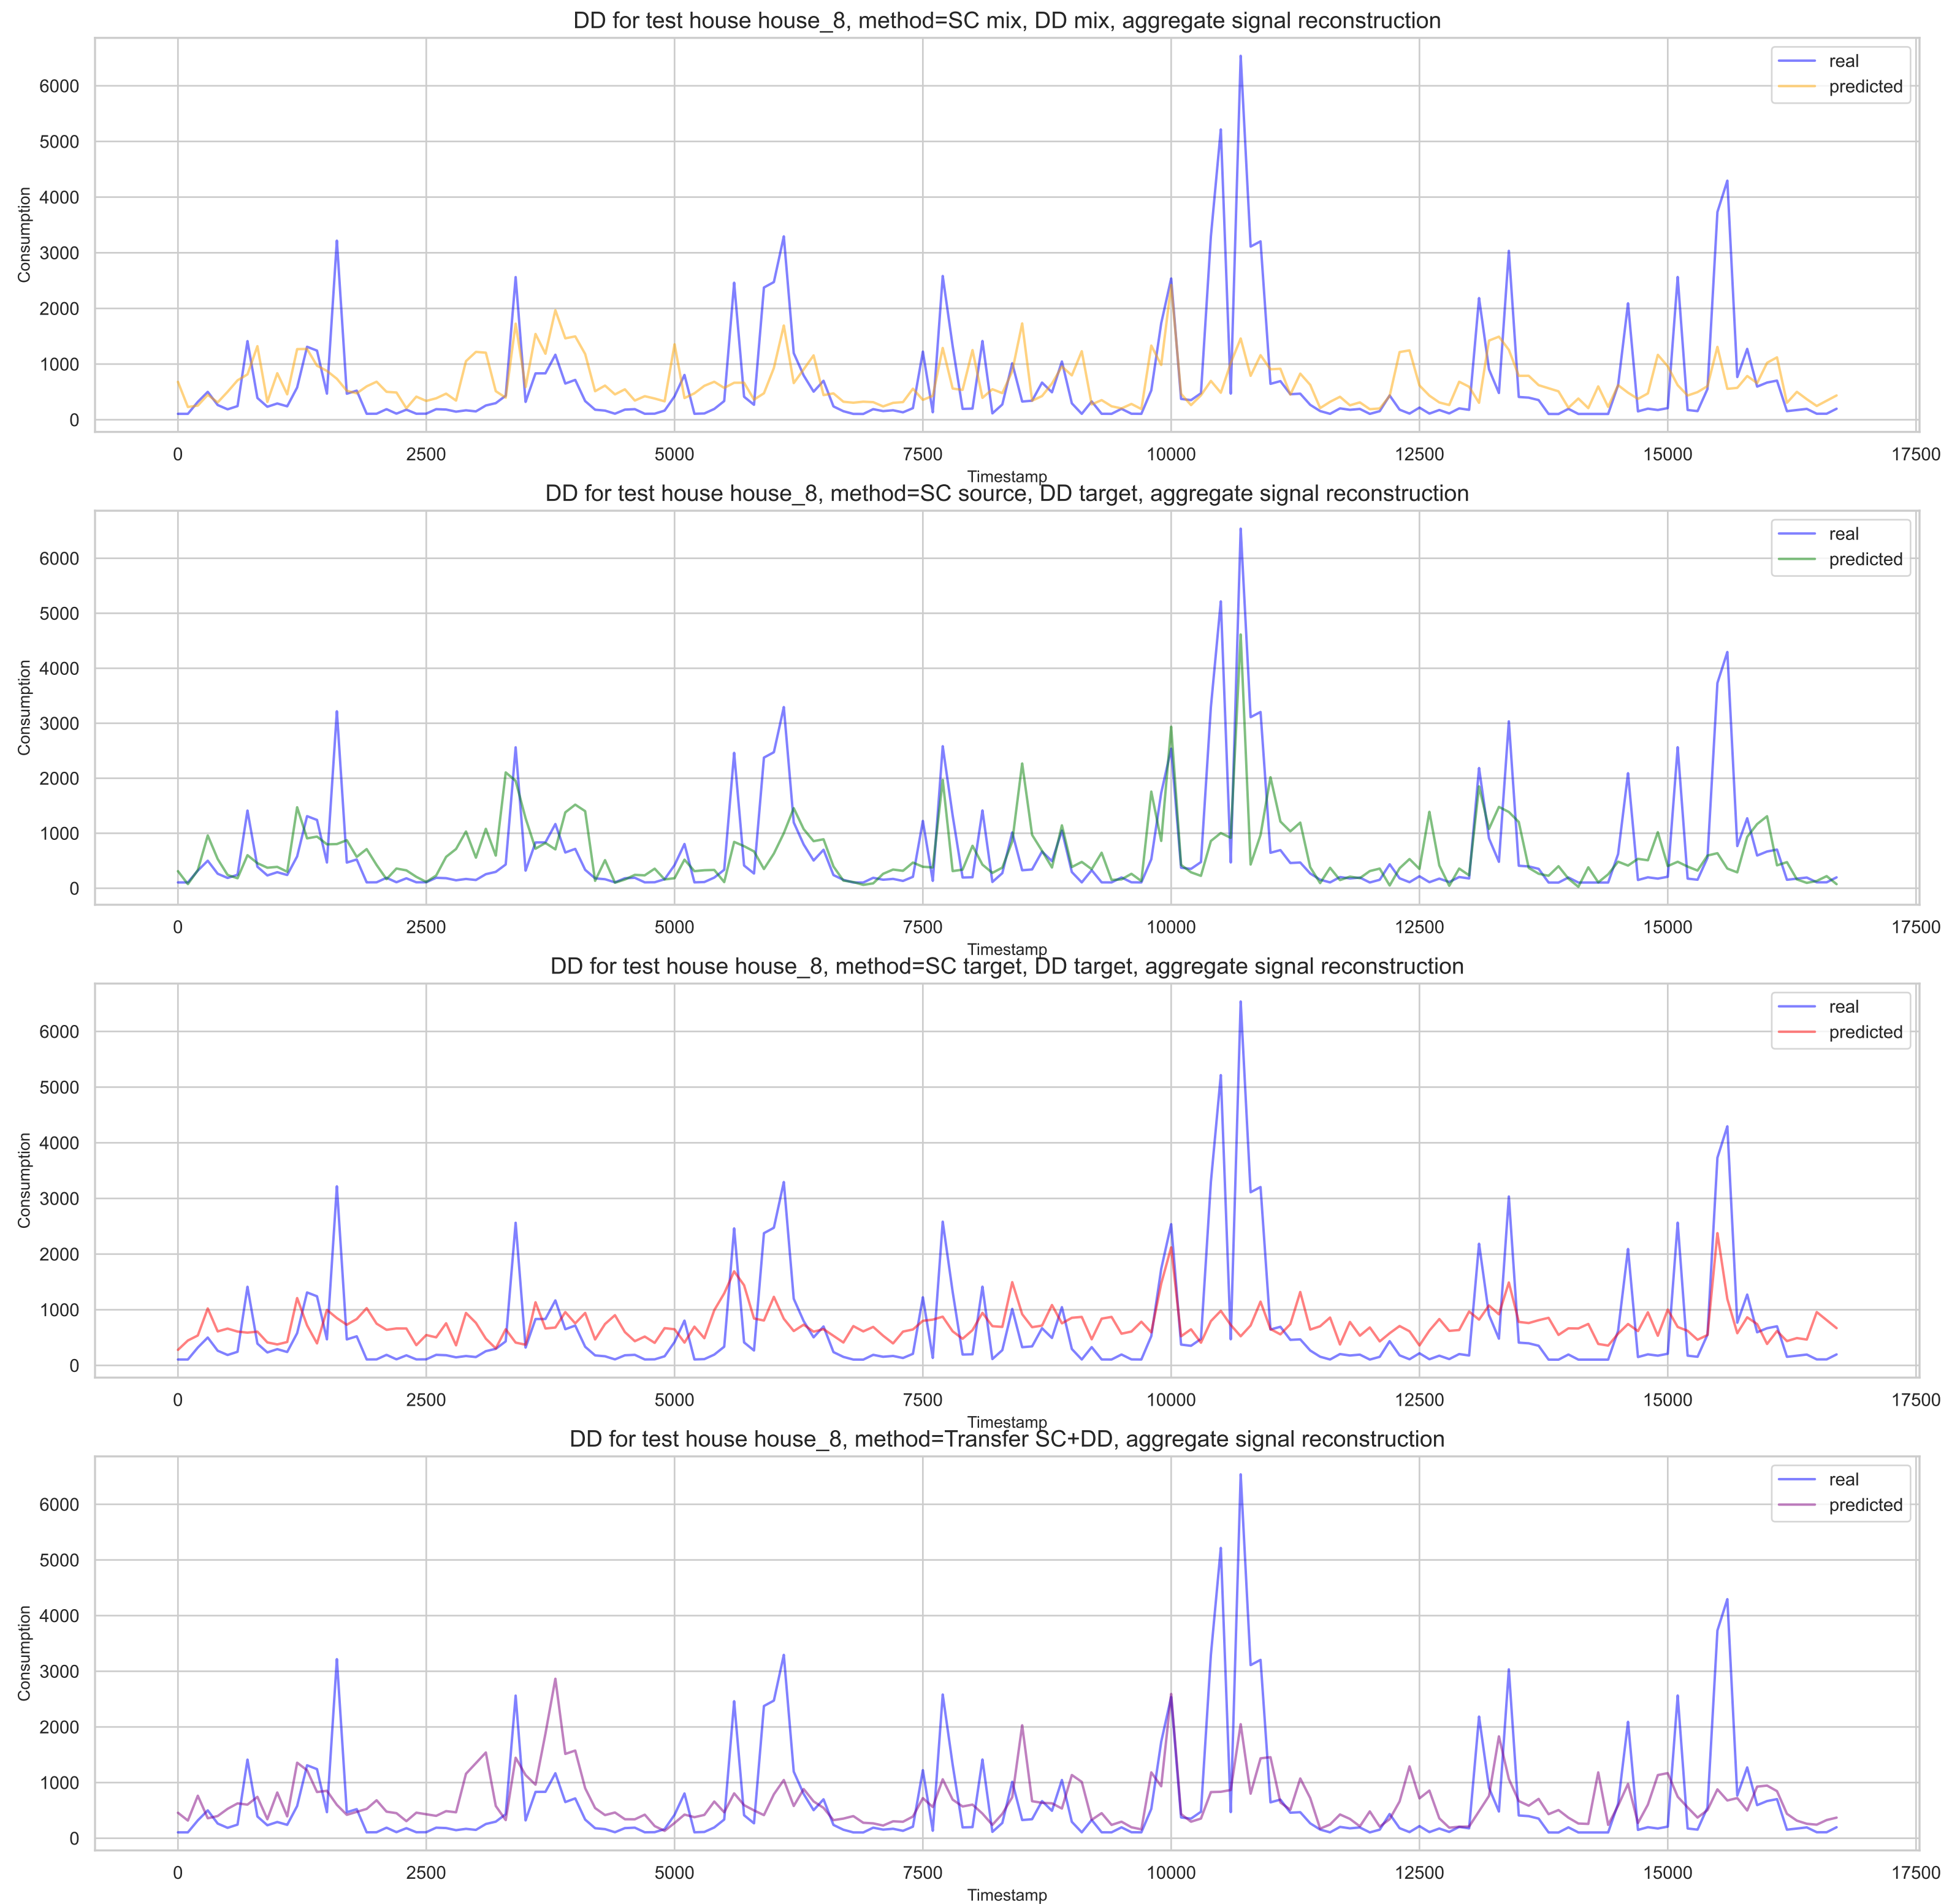 DD for test house house_8, method=SC mix, DD mix, aggregate signal reconstruction
real
predicted
6000
5000
4000
3000
2000
1000
0
Consumption
0 2500 5000 7500 10000 12500 15000 17500
Timestamp
DD for test house house_8, method=SC source, DD target, aggregate signal reconstruction
real
predicted
6000
5000
4000
3000
2000
1000
0
Consumption
0 2500 5000 7500 10000 12500 15000 17500
Timestamp
DD for test house house_8, method=SC target, DD target, aggregate signal reconstruction
real
predicted
6000
5000
4000
3000
2000
1000
0
Consumption
0 2500 5000 7500 10000 12500 15000 17500
Timestamp
DD for test house house_8, method=Transfer SC+DD, aggregate signal reconstruction
real
predicted
6000
5000
4000
3000
2000
1000
0
Consumption
0 2500 5000 7500 10000 12500 15000 17500
Timestamp